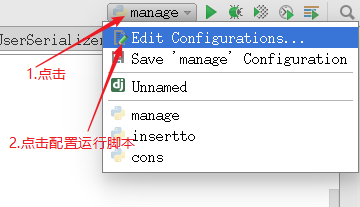 manage
UserSerializer
Edit Configurations...
1.点击
Save 'manage' Configuration
Unnamed
manage
2.点击配置运行脚本
insertto
cons